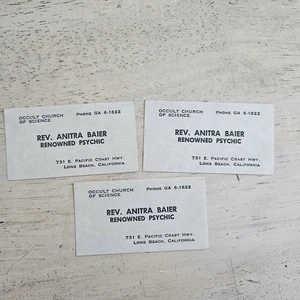 OCCULT CHURCH OF SCIENCE
PHONE GA 6-1622
REV. ANITRA BAIER
RENOWNED PSYCHIC
731 E. PACIFIC COAST HWY.
LONG BEACH, CALIFORNIA
OCCULT CHURCH OF SCIENCE
PHONE GA 6-1622
REV. ANITRA BAIER
RENOWNED PSYCHIC
731 E. PACIFIC COAST HWY.
LONG BEACH, CALIFORNIA
OCCULT CHURCH OF SCIENCE
PHONE GA 6-1622
REV. ANITRA BAIER
RENOWNED PSYCHIC
731 E. PACIFIC COAST HWY.
LONG BEACH, CALIFORNIA